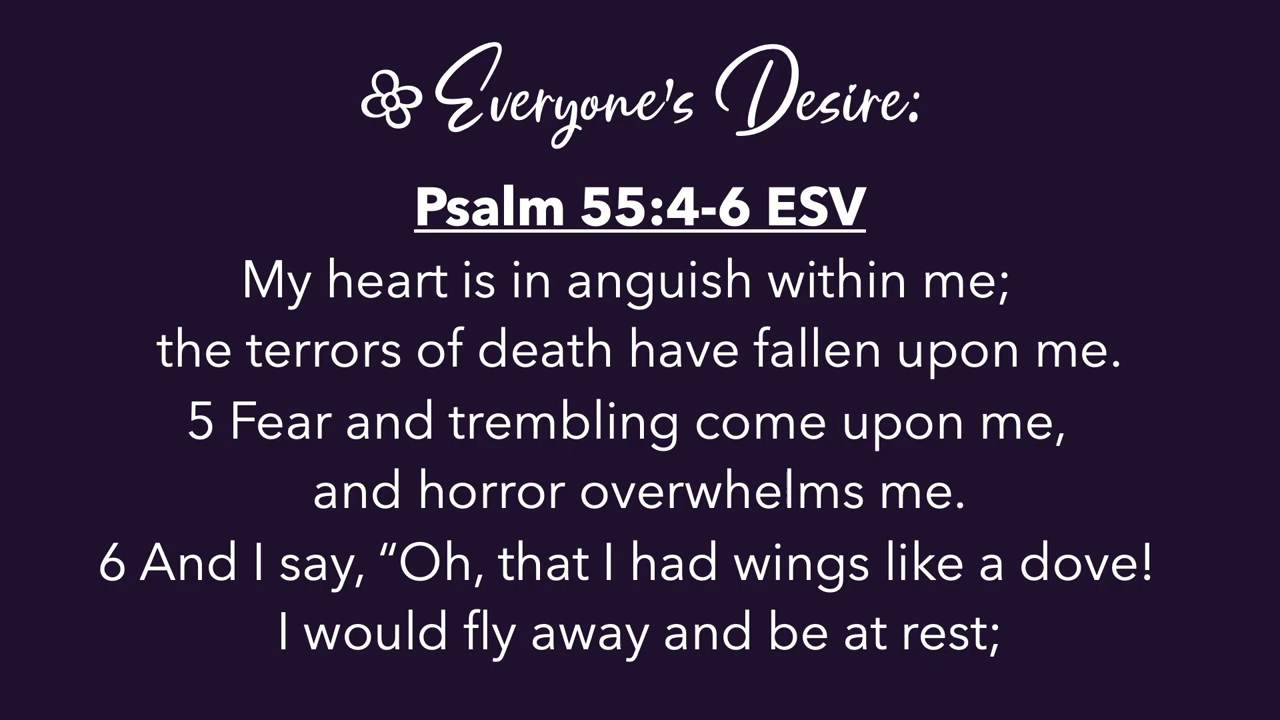 Everyone's Desire:
Psalm 55:4-6 ESV
My heart is in anguish within me;
the terrors of death have fallen upon me.
5 Fear and trembling come upon me,
and horror overwhelms me.
6 And I say, “Oh, that I had wings like a dove!
I would fly away and be at rest;